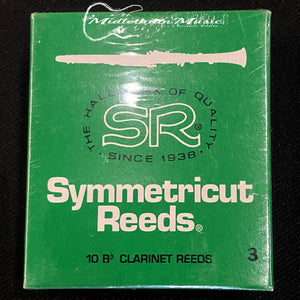 Midlothian Music
THE HALLMARK OF QUALITY
SR®
• SINCE 1938 •
Symmetricut
Reeds®
10 B♭ CLARINET REEDS
3